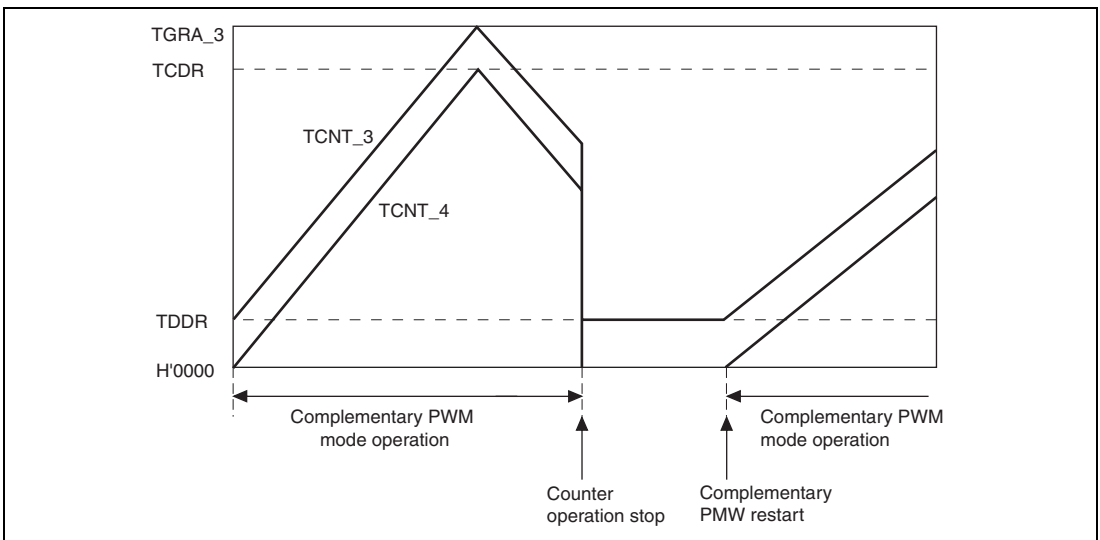 TGRA_3
TCDR
TCNT_3
TCNT_4
TDDR
H'0000
Complementary PWM
mode operation
Complementary PWM
mode operation
Counter
operation stop
Complementary
PMW restart